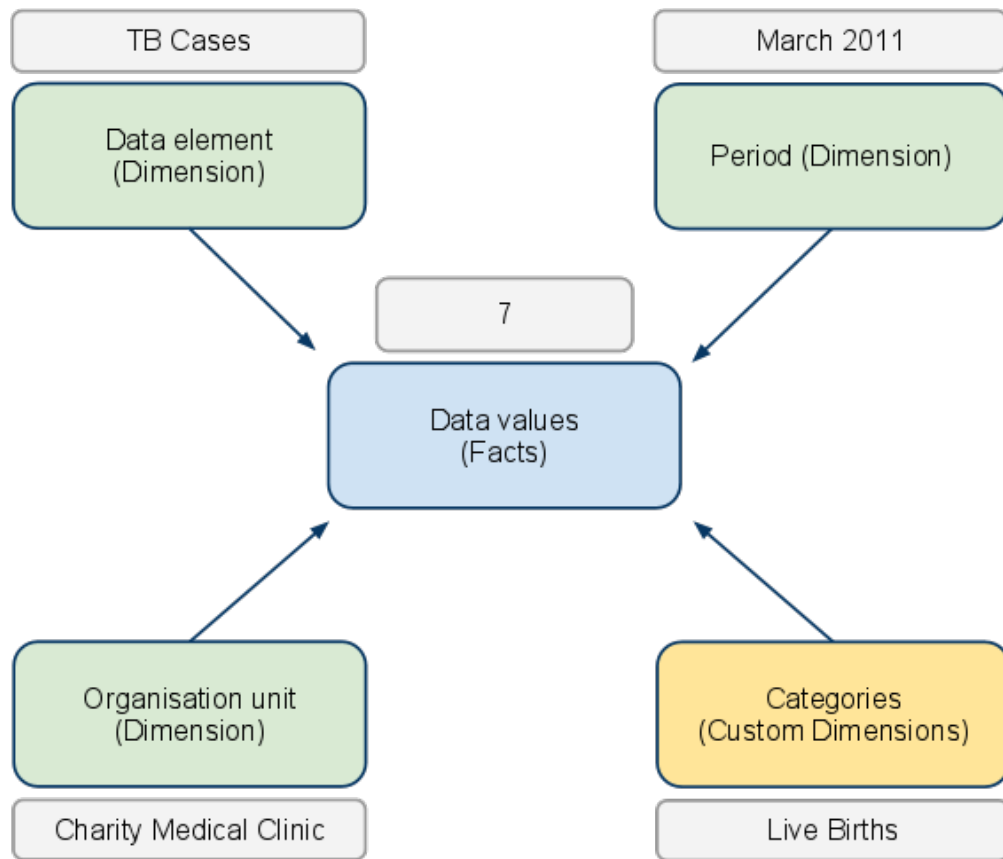 TB Cases
March 2011
Data element
(Dimension)
Period (Dimension)
7
Data values
(Facts)
Organisation unit
(Dimension)
Categories
(Custom Dimensions)
Charity Medical Clinic
Live Births